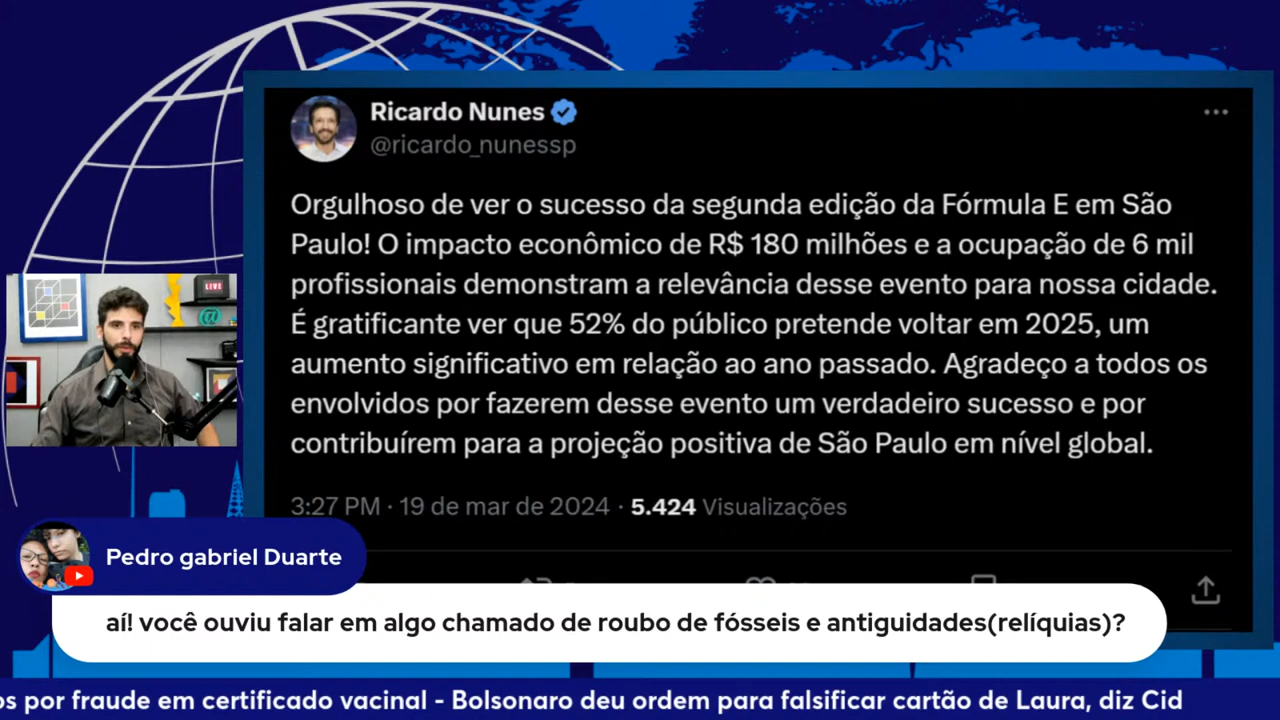 Ricardo Nunes
@ricardo_nunessp
Orgulhoso de ver o sucesso da segunda edição da Fórmula E em São
Paulo! O impacto econômico de R$ 180 milhões e a ocupação de 6 mil
profissionais demonstram a relevância desse evento para nossa cidade.
É gratificante ver que 52% do público pretende voltar em 2025, um
aumento significativo em relação ao ano passado. Agradeço a todos os
envolvidos por fazerem desse evento um verdadeiro sucesso e por
contribuírem para a projeção positiva de São Paulo em nível global.
3:27 PM · 19 de mar de 2024 · 5.424 Visualizações
LIVE
@
Pedro gabriel Duarte
aí! você ouviu falar em algo chamado de roubo de fósseis e antiguidades(relíquias)?
os por fraude em certificado vacinal - Bolsonaro deu ordem para falsificar cartão de Laura, diz Cid